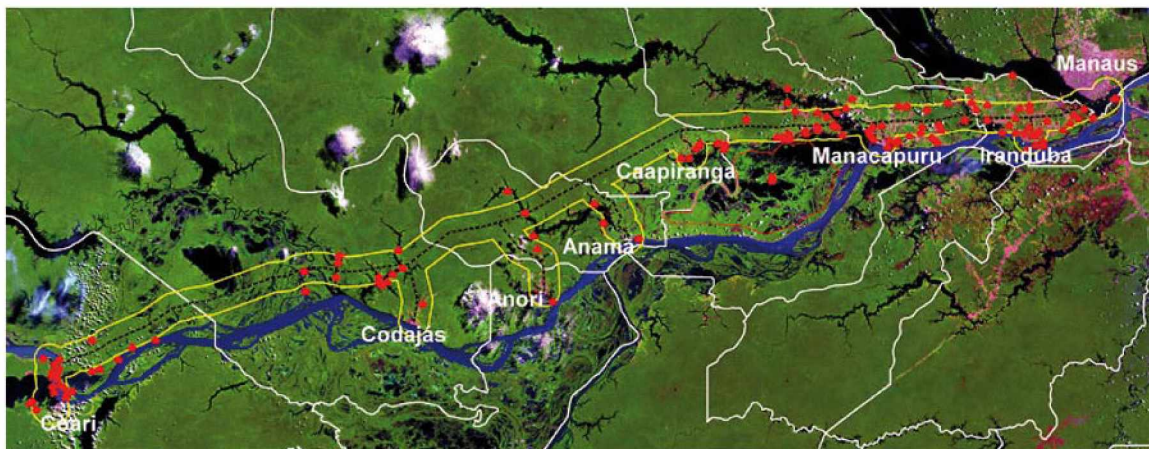 Manaus
Manacapuru
Iranduba
Caapiranga
Anamã
Anori
Codajás
Coari